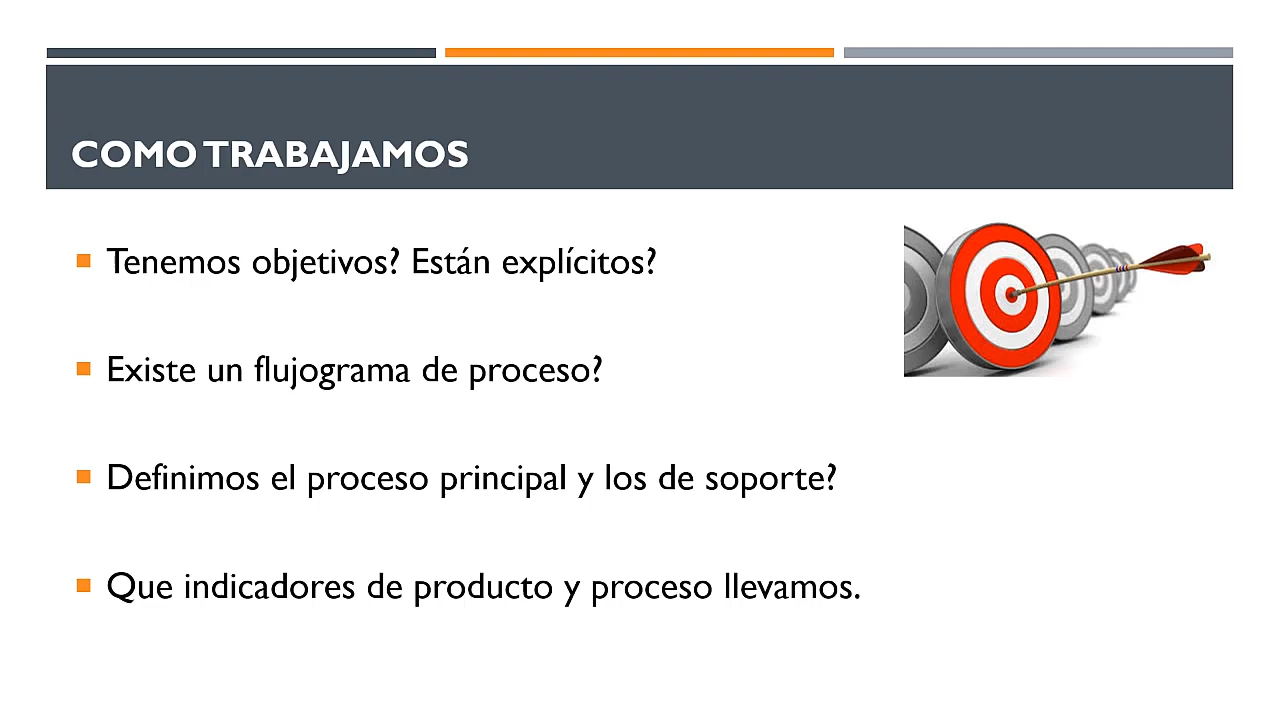 COMO TRABAJAMOS
Tenemos objetivos? Están explícitos?
Existe un flujograma de proceso?
Definimos el proceso principal y los de soporte?
Que indicadores de producto y proceso llevamos.